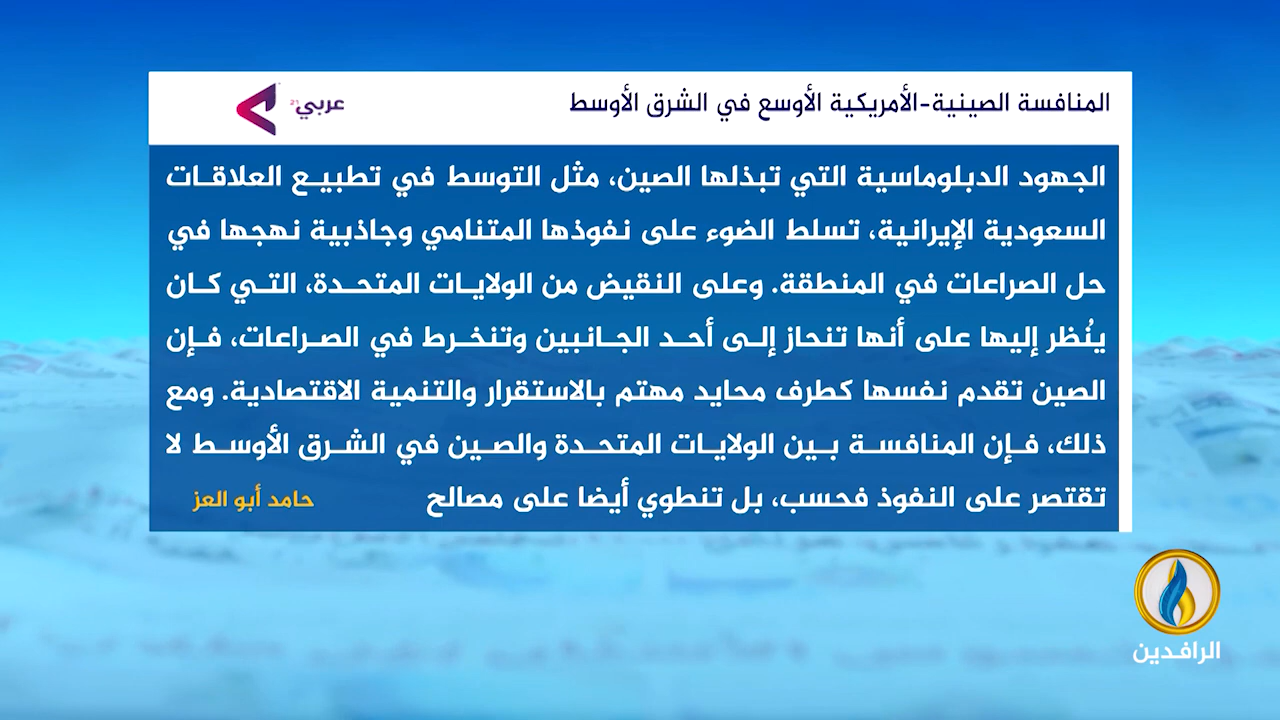 المنافسة الصينية-الأمريكية الأوسع في الشرق الأوسط
عربي21
الجهود الدبلوماسية التي تبذلها الصين، مثل التوسط في تطبيع العلاقات
السعودية الإيرانية، تسلط الضوء على نفوذها المتنامي وجاذبية نهجها في
حل الصراعات في المنطقة. وعلى النقيض من الولايات المتحدة، التي كان
ينُظر إليها على أنها تنحاز إلى أحد الجانبين وتنخرط في الصراعات، فإن
الصين تقدم نفسها كطرف محايد مهتم بالاستقرار والتنمية الاقتصادية. ومع
ذلك، فإن المنافسة بين الولايات المتحدة والصين في الشرق الأوسط لا
تقتصر على النفوذ فحسب، بل تنطوي أيضا على مصالح
حامد أبو العز
الرافدين